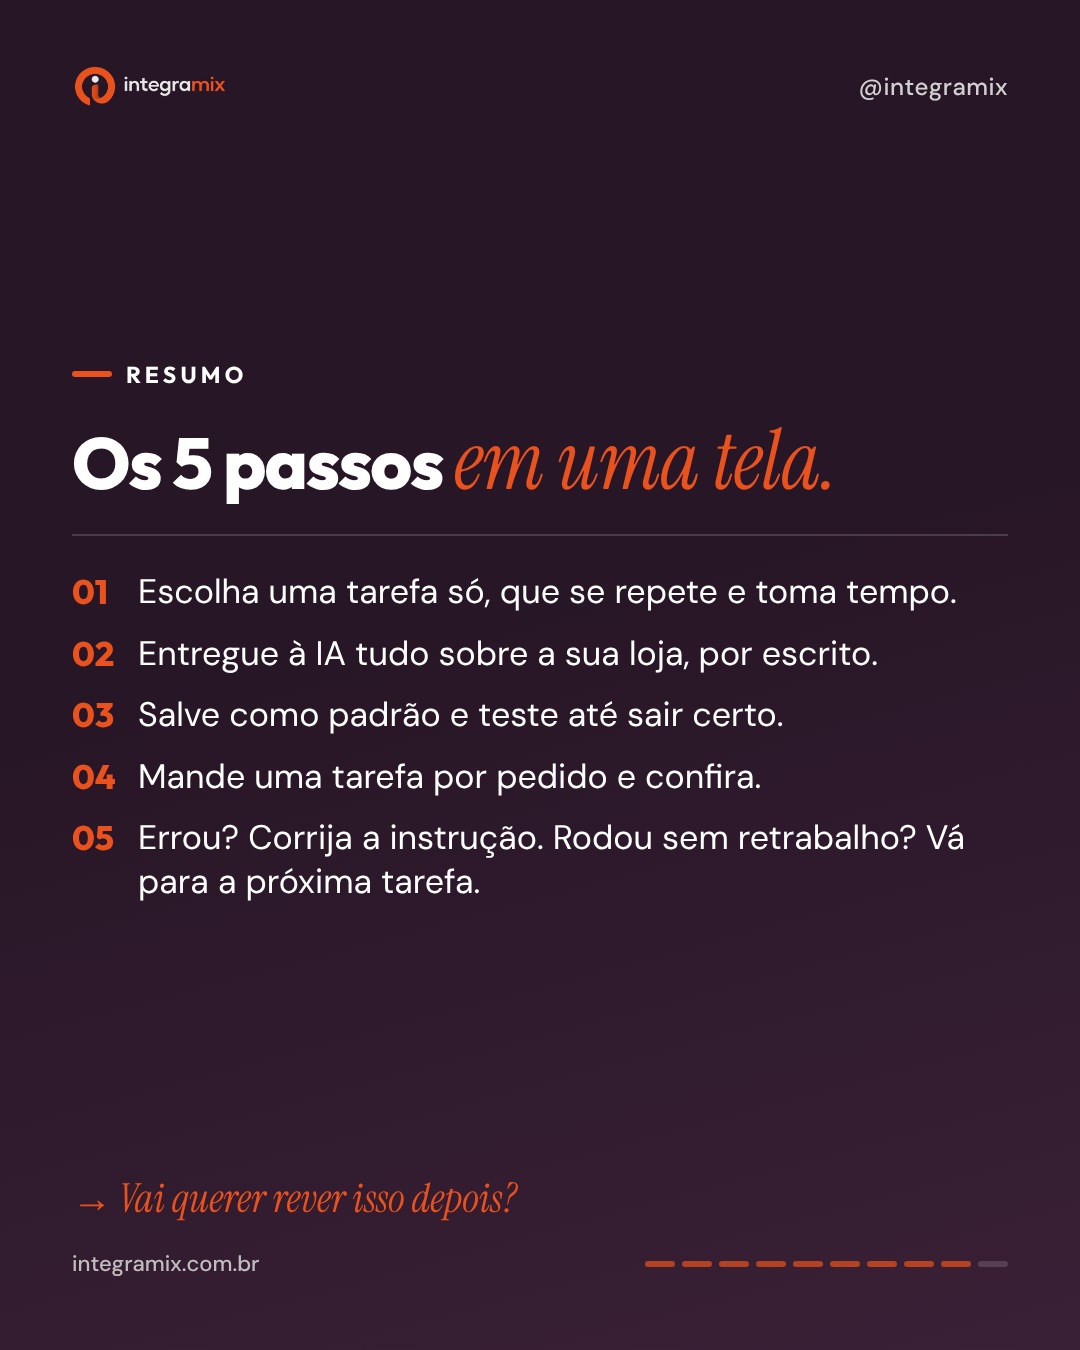 integramix
@integramix
RESUMO
Os 5 passos em uma tela.
01 Escolha uma tarefa só, que se repete e toma tempo.
02 Entregue à IA tudo sobre a sua loja, por escrito.
03 Salve como padrão e teste até sair certo.
04 Mande uma tarefa por pedido e confira.
05 Errou? Corrija a instrução. Rodou sem retrabalho? Vá
para a próxima tarefa.
→ Vai querer rever isso depois?
integramix.com.br